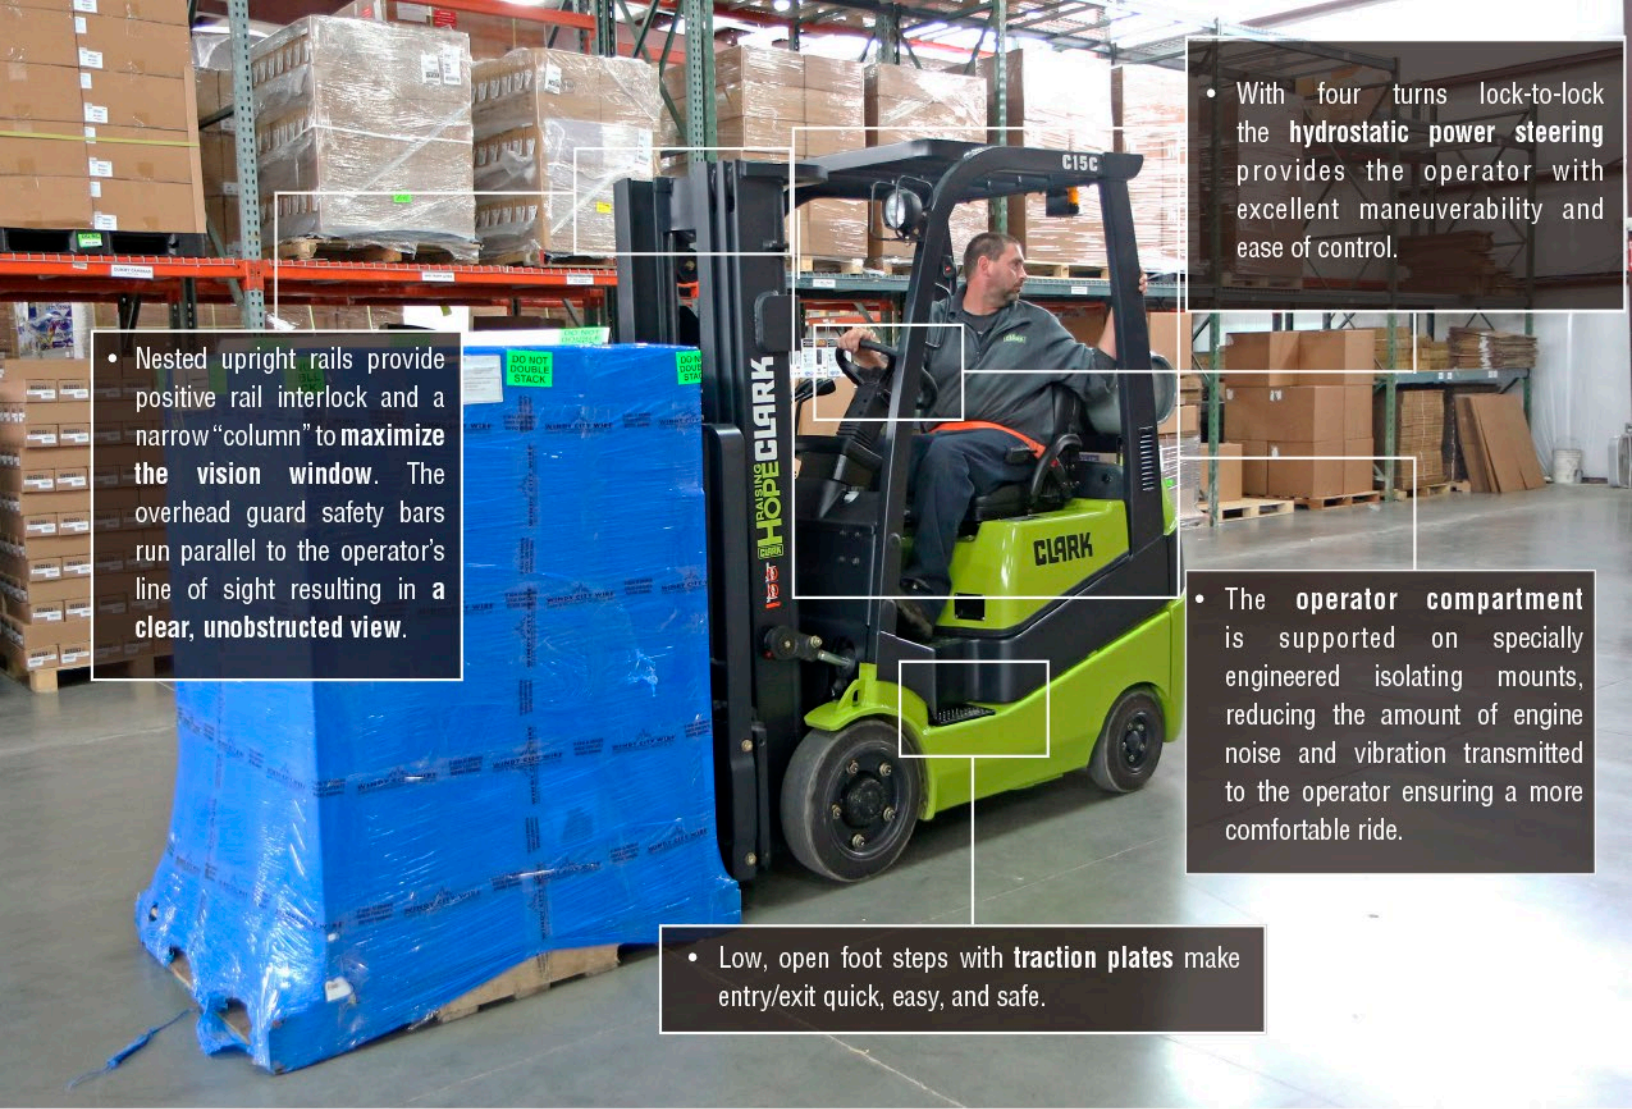 • With four turns lock-to-lock
the hydrostatic power steering
provides the operator with
excellent maneuverability and
ease of control.
C15C
• Nested upright rails provide
positive rail interlock and a
narrow “column” to maximize
the vision window. The
overhead guard safety bars
run parallel to the operator’s
line of sight resulting in a
clear, unobstructed view.
DO NOT
DOUBLE
STACK
RAISING
HOPE CLARK
CLARK
CLARK
• The operator compartment
is supported on specially
engineered isolating mounts,
reducing the amount of engine
noise and vibration transmitted
to the operator ensuring a more
comfortable ride.
WINDY CITY WIRE
• Low, open foot steps with traction plates make
entry/exit quick, easy, and safe.